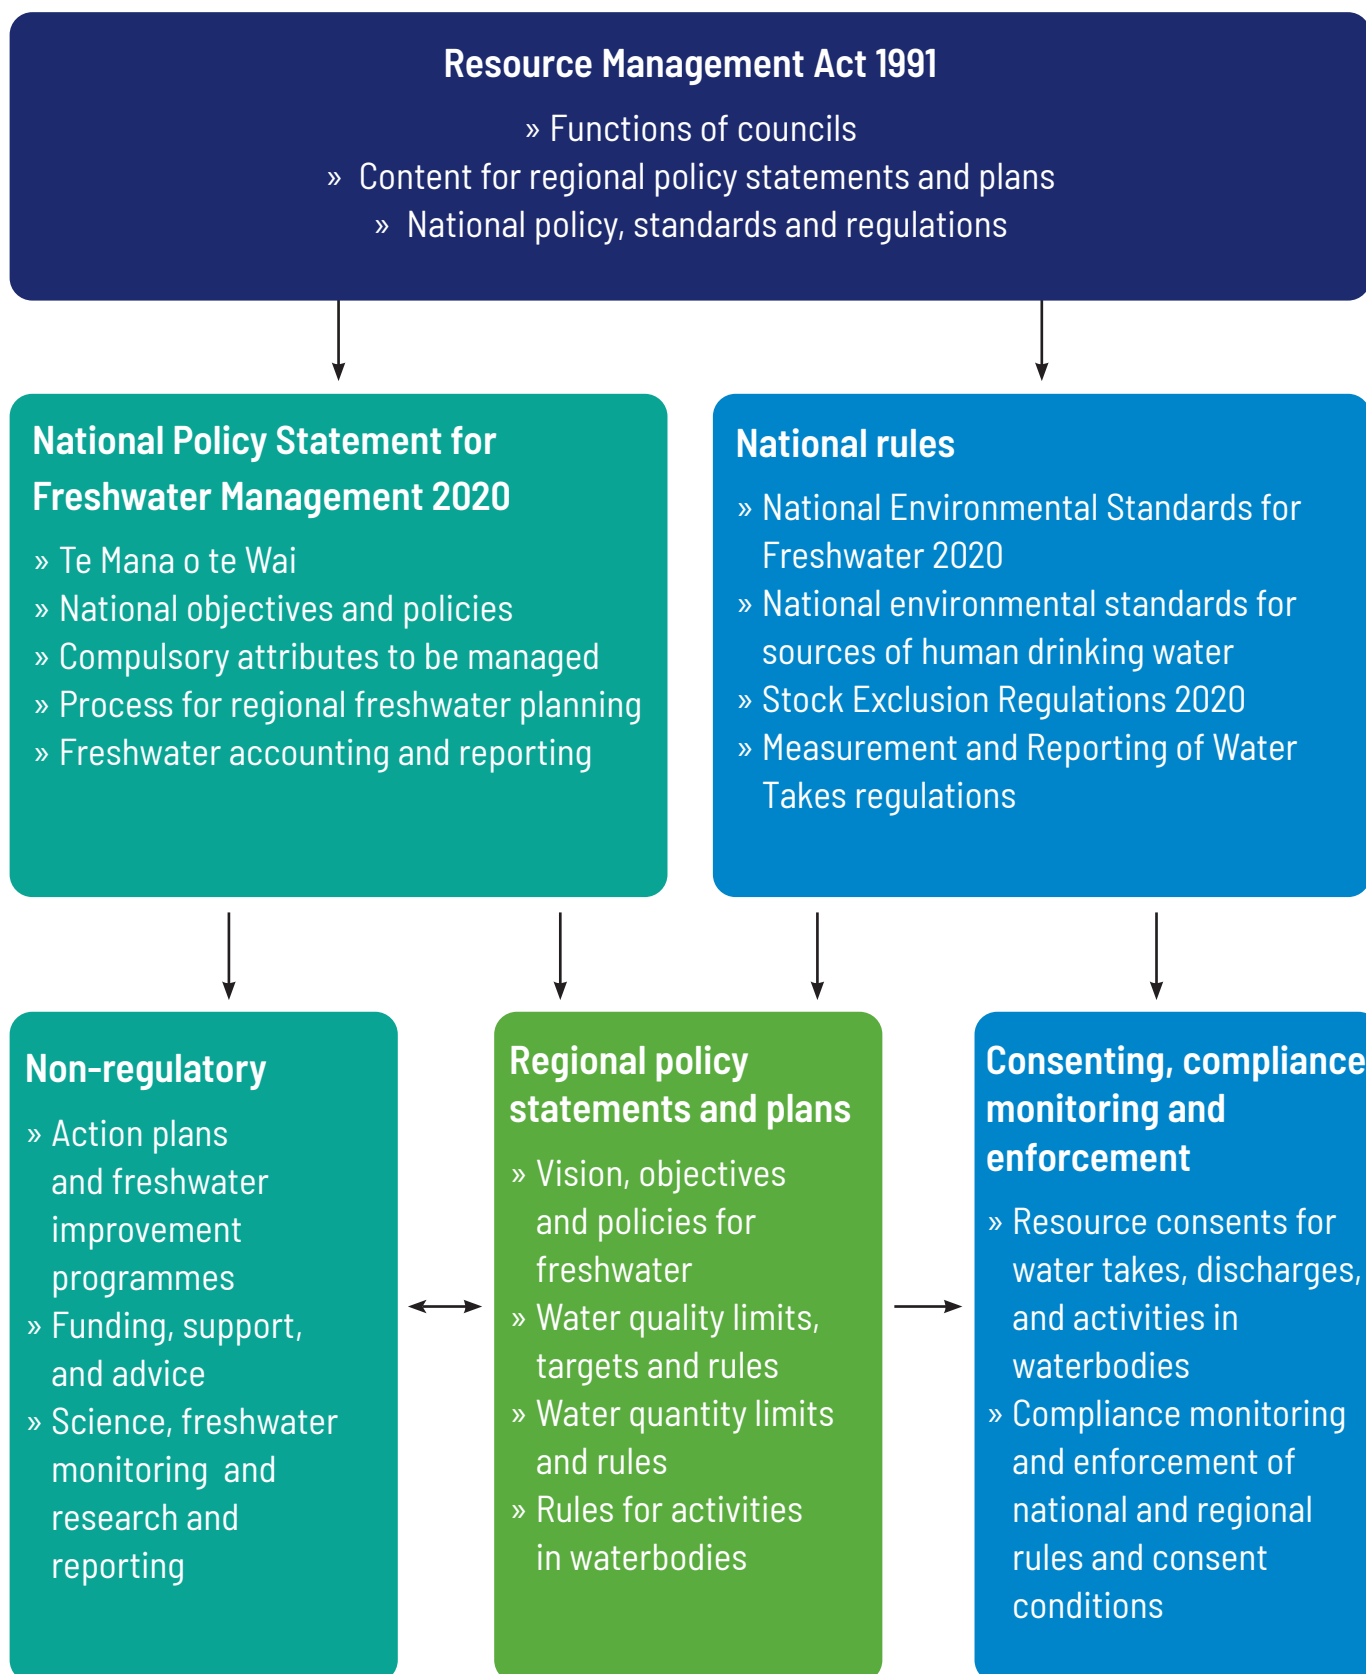 Resource Management Act 1991
» Functions of councils
» Content for regional policy statements and plans
» National policy, standards and regulations
National Policy Statement for
Freshwater Management 2020
» Te Mana o te Wai
» National objectives and policies
» Compulsory attributes to be managed
» Process for regional freshwater planning
» Freshwater accounting and reporting
National rules
» National Environmental Standards for
Freshwater 2020
» National environmental standards for
sources of human drinking water
» Stock Exclusion Regulations 2020
» Measurement and Reporting of Water
Takes regulations
Non-regulatory
» Action plans
and freshwater
improvement
programmes
» Funding, support,
and advice
» Science, freshwater
monitoring and
research and
reporting
Regional policy
statements and plans
» Vision, objectives
and policies for
freshwater
» Water quality limits,
targets and rules
» Water quantity limits
and rules
» Rules for activities
in waterbodies
Consenting, compliance
monitoring and
enforcement
» Resource consents for
water takes, discharges,
and activities in
waterbodies
» Compliance monitoring
and enforcement of
national and regional
rules and consent
conditions